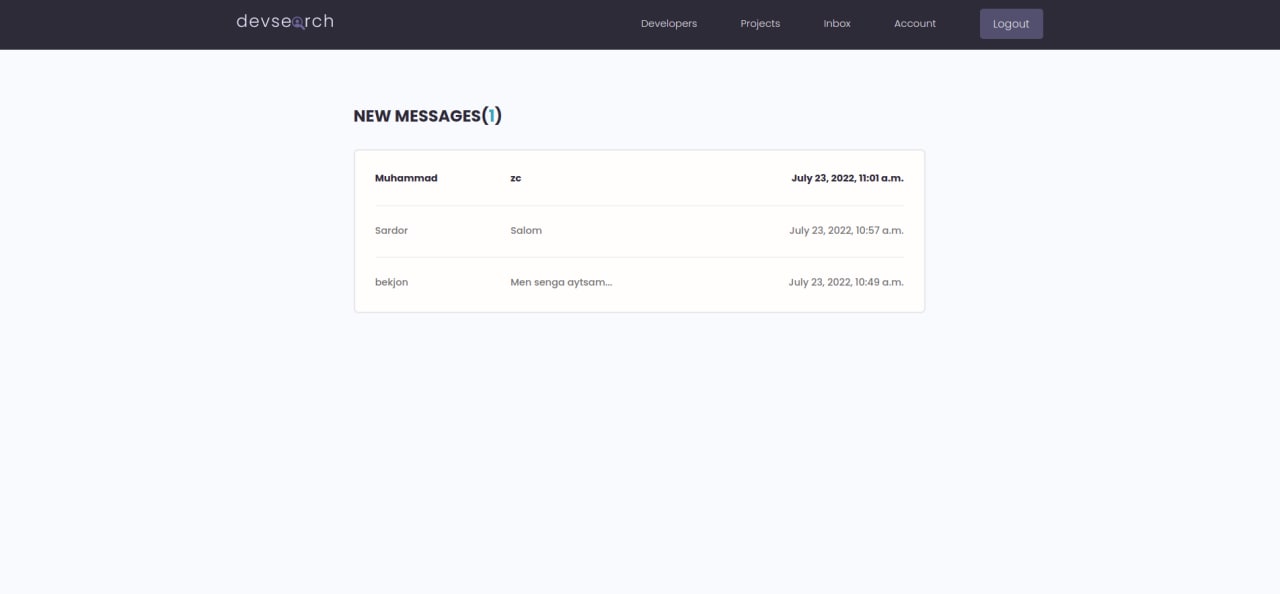 devsearch Developers Projects Inbox Account Logout
NEW MESSAGES(1)
Muhammad zc July 23, 2022, 11:01 a.m.
Sardor Salom July 23, 2022, 10:57 a.m.
bekjon Men senga aytsam... July 23, 2022, 10:49 a.m.